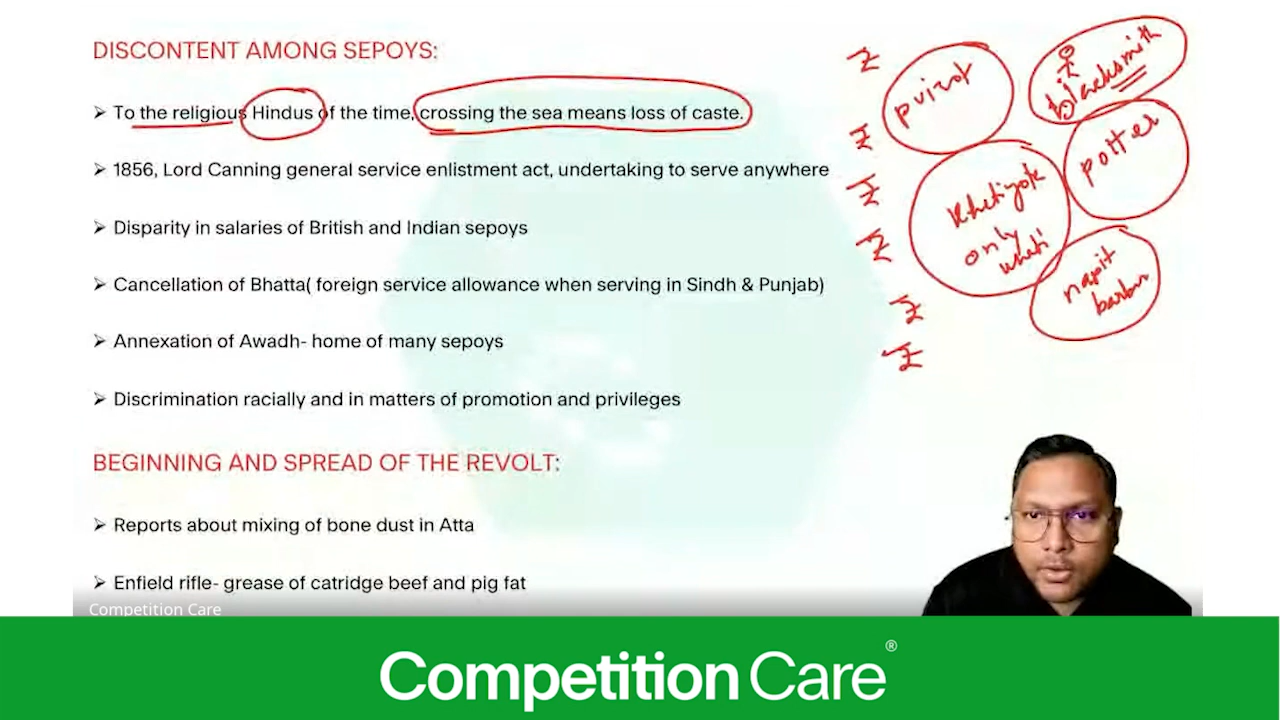 DISCONTENT AMONG SEPOYS:
➢ To the religious Hindus of the time, crossing the sea means loss of caste.
➢ 1856, Lord Canning general service enlistment act, undertaking to serve anywhere
➢ Disparity in salaries of British and Indian sepoys
➢ Cancellation of Bhatta( foreign service allowance when serving in Sindh & Punjab)
➢ Annexation of Awadh- home of many sepoys
➢ Discrimination racially and in matters of promotion and privileges
BEGINNING AND SPREAD OF THE REVOLT:
➢ Reports about mixing of bone dust in Atta
➢ Enfield rifle- grease of catridge beef and pig fat
blacksmith
potter
only
napit
Competition Care
Competition Care®